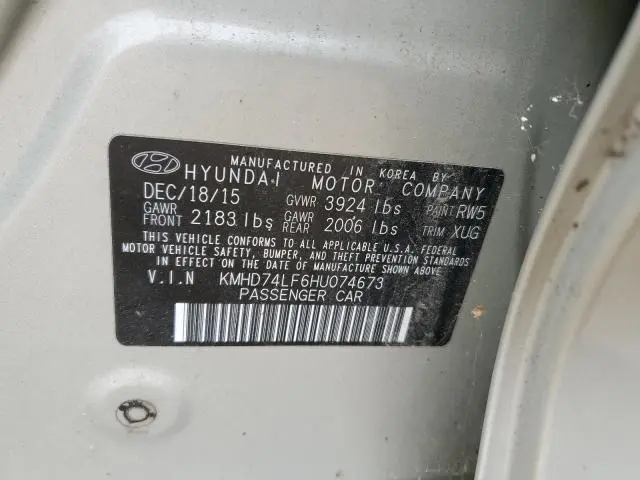 MANUFACTURED IN KOREA BY
HYUNDAI MOTOR COMPANY
DEC/18/15 GVWR 3924 lbs PAINT RW5
GAWR FRONT 2183 lbs GAWR REAR 2006 lbs TRIM XUG
THIS VEHICLE CONFORMS TO ALL APPLICABLE U.S.A. FEDERAL
MOTOR VEHICLE SAFETY, BUMPER, AND THEFT PREVENTION STANDARDS
IN EFFECT ON THE DATE OF MANUFACTURE SHOWN ABOVE.
V.I.N KMHD74LF6HU074673
PASSENGER CAR